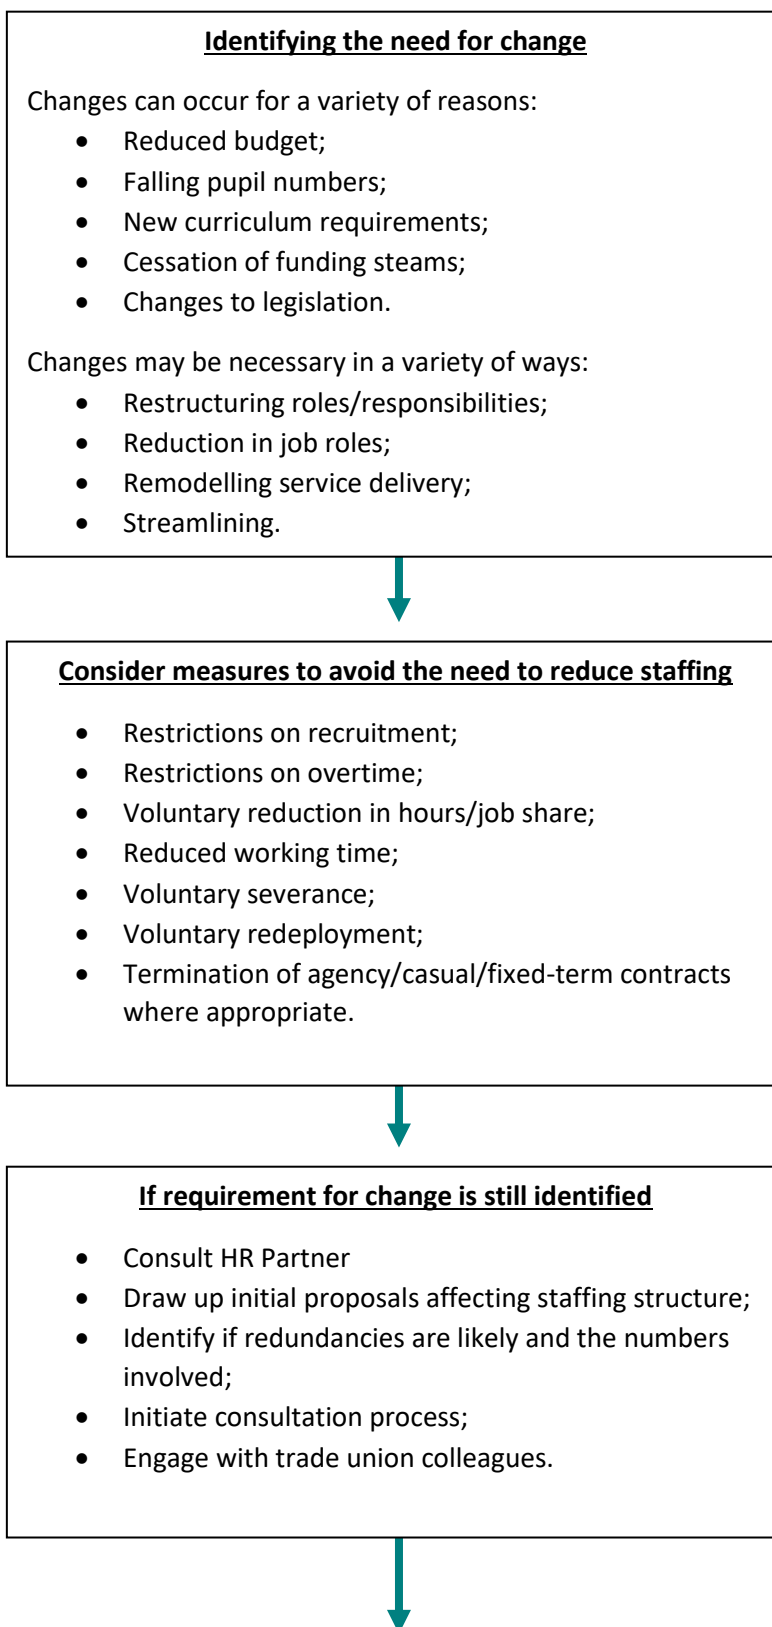 Identifying the need for change
Changes can occur for a variety of reasons:
• Reduced budget;
• Falling pupil numbers;
• New curriculum requirements;
• Cessation of funding steams;
• Changes to legislation.
Changes may be necessary in a variety of ways:
• Restructuring roles/responsibilities;
• Reduction in job roles;
• Remodelling service delivery;
• Streamlining.
Consider measures to avoid the need to reduce staffing
• Restrictions on recruitment;
• Restrictions on overtime;
• Voluntary reduction in hours/job share;
• Reduced working time;
• Voluntary severance;
• Voluntary redeployment;
• Termination of agency/casual/fixed-term contracts
where appropriate.
If requirement for change is still identified
• Consult HR Partner
• Draw up initial proposals affecting staffing structure;
• Identify if redundancies are likely and the numbers
involved;
• Initiate consultation process;
• Engage with trade union colleagues.